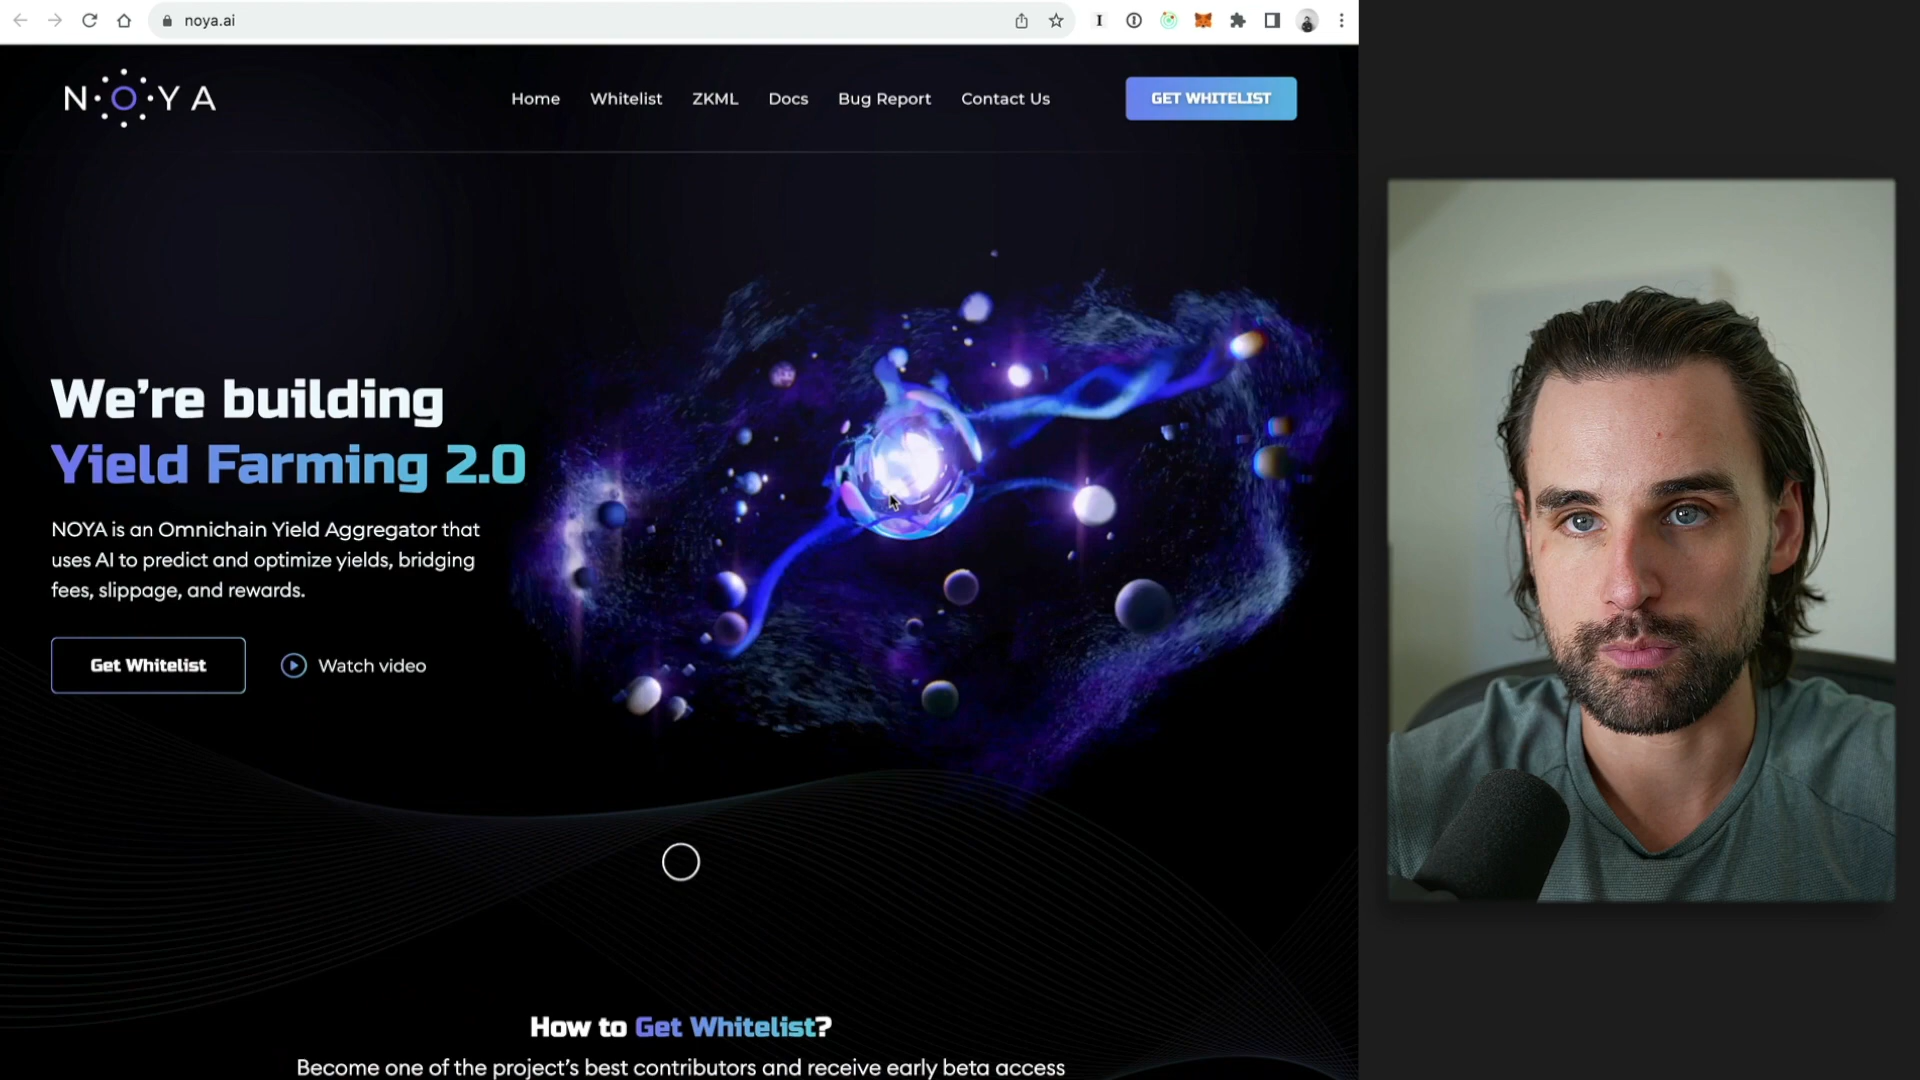 noya.ai
NOYA
Home Whitelist ZKML Docs Bug Report Contact Us
GET WHITELIST
We’re building
Yield Farming 2.0
NOYA is an Omnichain Yield Aggregator that
uses AI to predict and optimize yields, bridging
fees, slippage, and rewards.
Get Whitelist
Watch video
How to Get Whitelist?
Become one of the project’s best contributors and receive early beta access